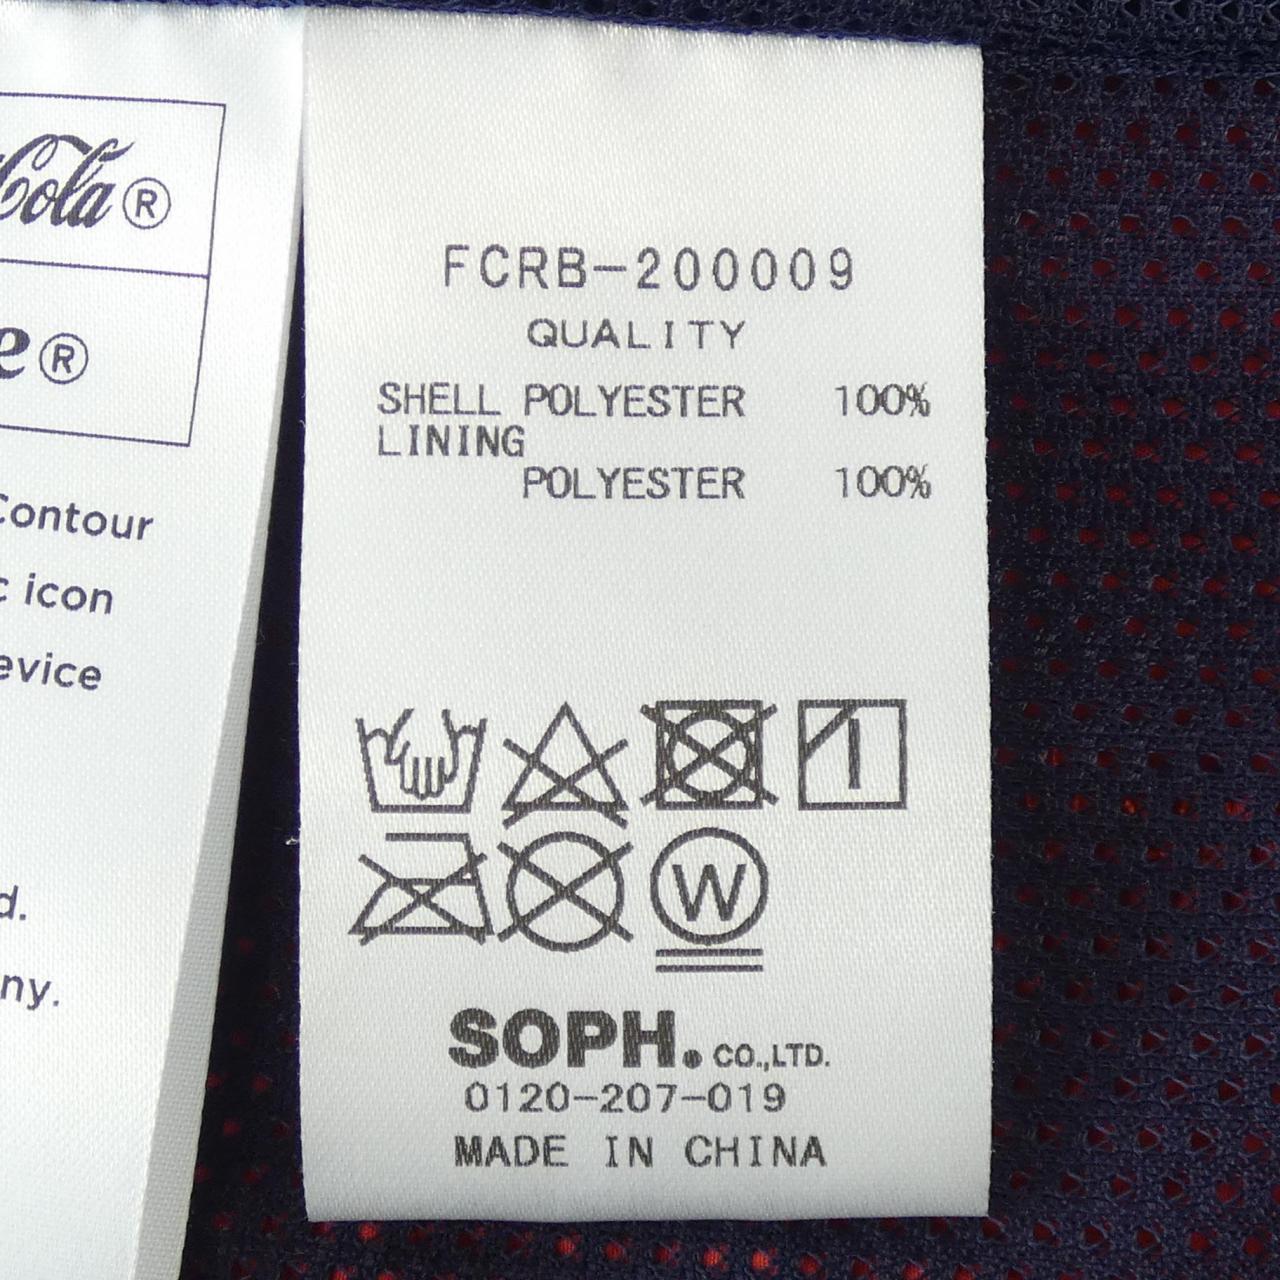 Cola®
e®
Contour
c icon
evice
d.
ny.
FCRB-200009
QUALITY
SHELL POLYESTER 100%
LINING
POLYESTER 100%
W
SOPH. CO.,LTD.
0120-207-019
MADE IN CHINA